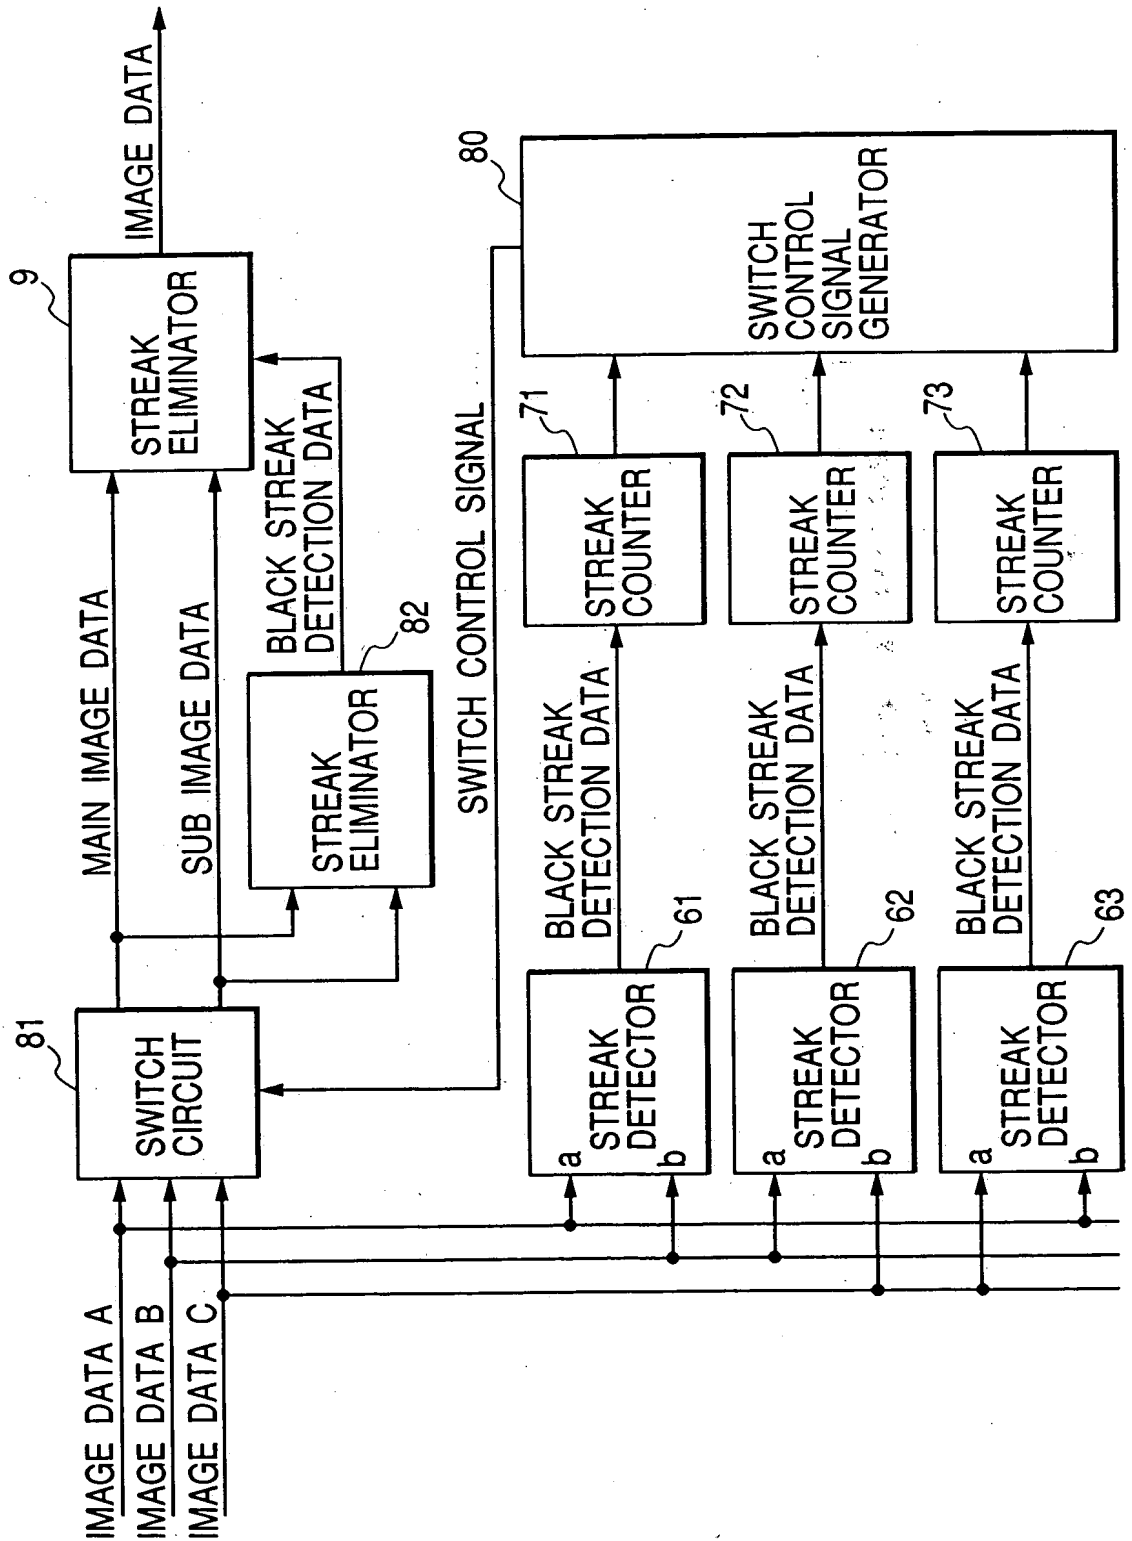 IMAGE DATA A
IMAGE DATA B
IMAGE DATA C
81
SWITCH
CIRCUIT
MAIN IMAGE DATA
SUB IMAGE DATA
STREAK
ELIMINATOR
82
BLACK STREAK
DETECTION DATA
9
STREAK
ELIMINATOR
IMAGE DATA
SWITCH CONTROL SIGNAL
80
SWITCH
CONTROL
SIGNAL
GENERATOR
a
b
STREAK
DETECTOR
61
BLACK STREAK
DETECTION DATA
STREAK
COUNTER
71
a
b
STREAK
DETECTOR
62
BLACK STREAK
DETECTION DATA
STREAK
COUNTER
72
a
b
STREAK
DETECTOR
63
BLACK STREAK
DETECTION DATA
STREAK
COUNTER
73